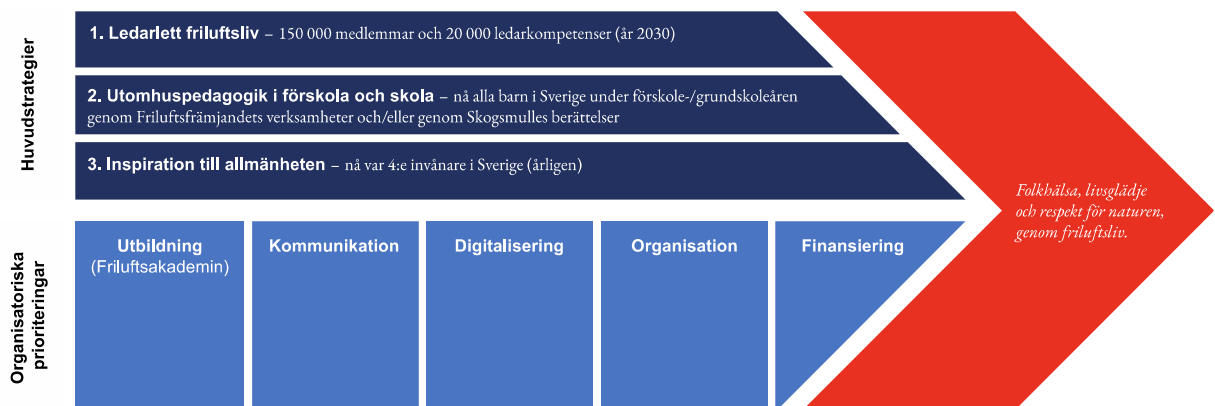 Huvudstrategier
1. Ledarlett friluftsliv – 150 000 medlemmar och 20 000 ledarkompetenser (år 2030)
2. Utomhuspedagogik i förskola och skola – nå alla barn i Sverige under förskole-/grundskoleåren
genom Friluftsfrämjandets verksamheter och/eller genom Skogsmulles berättelser
3. Inspiration till allmänheten – nå var 4:e invånare i Sverige (årligen)
Folkhälsa, livsglädje
och respekt för naturen,
genom friluftsliv.
Organisatoriska
prioriteringar
Utbildning
(Friluftsakademin)
Kommunikation
Digitalisering
Organisation
Finansiering